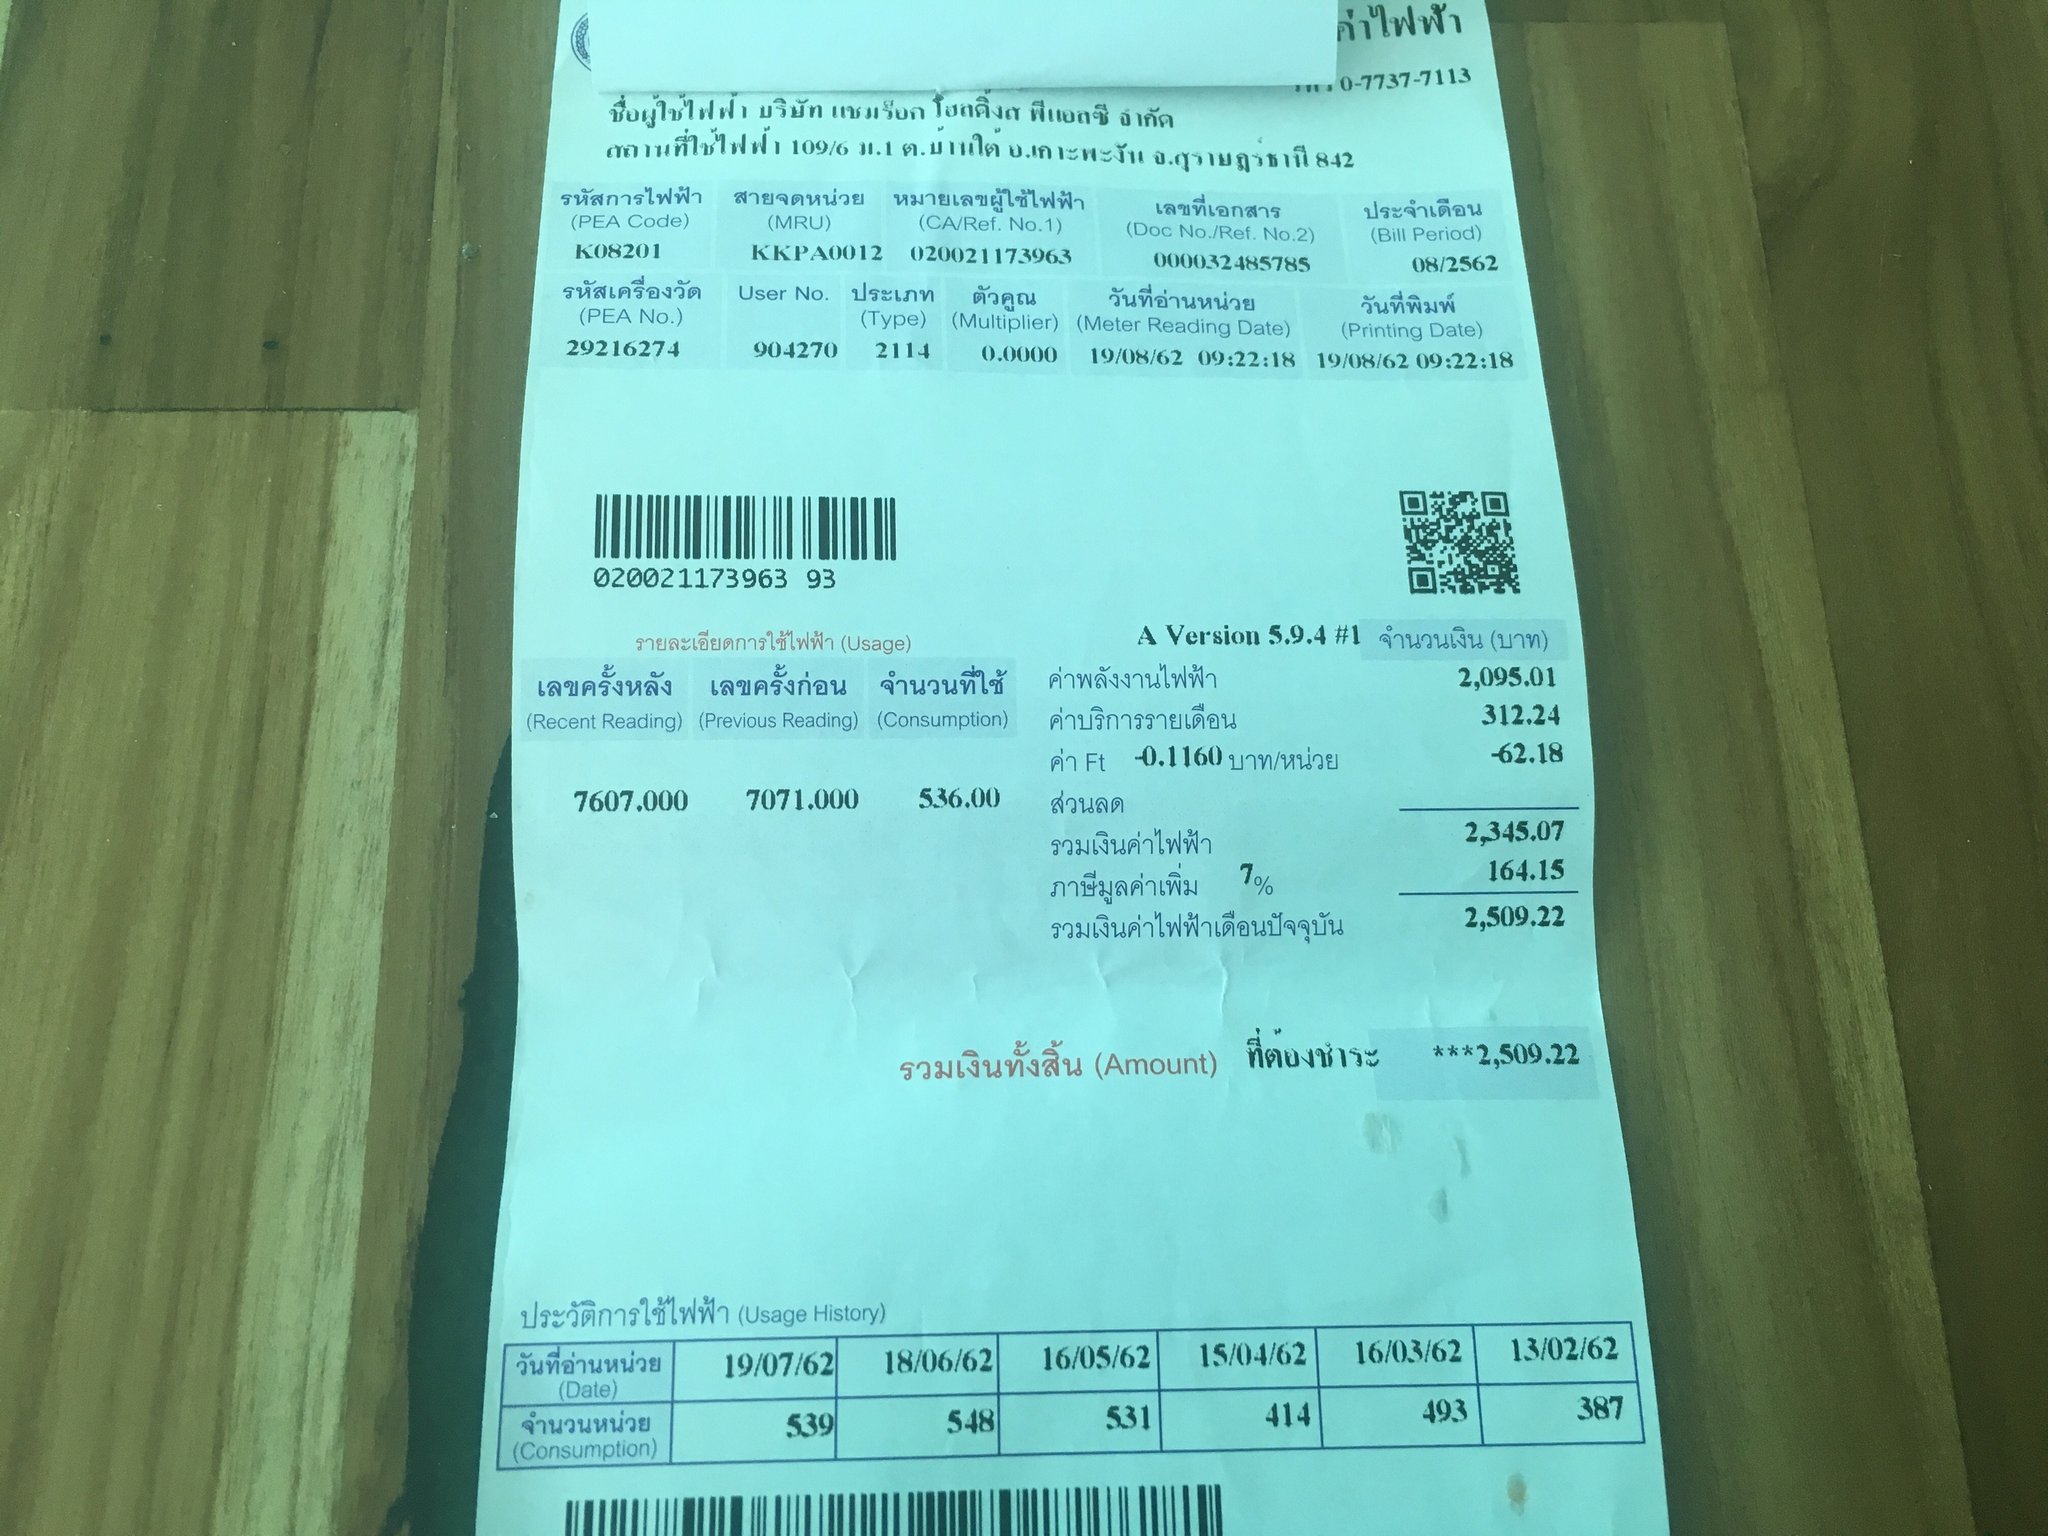 ค่าไฟฟ้า
0-7737-7113
ชื่อผู้ใช้ไฟฟ้า บริษัท แชมร็อก โฮลดิ้งส พีแอลซี จำกัด
สถานที่ใช้ไฟฟ้า 109/6 ม.1 ต.บ้านใต้ อ.เกาะพะงัน จ.สุราษฎร์ธานี 842
รหัสการไฟฟ้า สายจดหน่วย หมายเลขผู้ใช้ไฟฟ้า เลขที่เอกสาร ประจำเดือน
(PEA Code) (MRU) (CA/Ref. No.1) (Doc No./Ref. No.2) (Bill Period)
K08201 KKPA0012 020021173963 000032485785 08/2562
รหัสเครื่องวัด User No. ประเภท ตัวคูณ วันที่อ่านหน่วย วันที่พิมพ์
(PEA No.) (Type) (Multiplier) (Meter Reading Date) (Printing Date)
29216274 904270 2114 0.0000 19/08/62 09:22:18 19/08/62 09:22:18
020021173963 93
รายละเอียดการใช้ไฟฟ้า (Usage) A Version 5.9.4 #1 จำนวนเงิน (บาท)
เลขครั้งหลัง เลขครั้งก่อน จำนวนที่ใช้ ค่าพลังงานไฟฟ้า 2,095.01
(Recent Reading) (Previous Reading) (Consumption) ค่าบริการรายเดือน 312.24
ค่า Ft -0.1160 บาท/หน่วย -62.18
7607.000 7071.000 536.00 ส่วนลด
รวมเงินค่าไฟฟ้า 2,345.07
ภาษีมูลค่าเพิ่ม 7% 164.15
รวมเงินค่าไฟฟ้าเดือนปัจจุบัน 2,509.22
รวมเงินทั้งสิ้น (Amount) ที่ต้องชำระ ***2,509.22
ประวัติการใช้ไฟฟ้า (Usage History)
วันที่อ่านหน่วย 19/07/62 18/06/62 16/05/62 15/04/62 16/03/62 13/02/62
(Date)
จำนวนหน่วย 539 548 531 414 493 387
(Consumption)